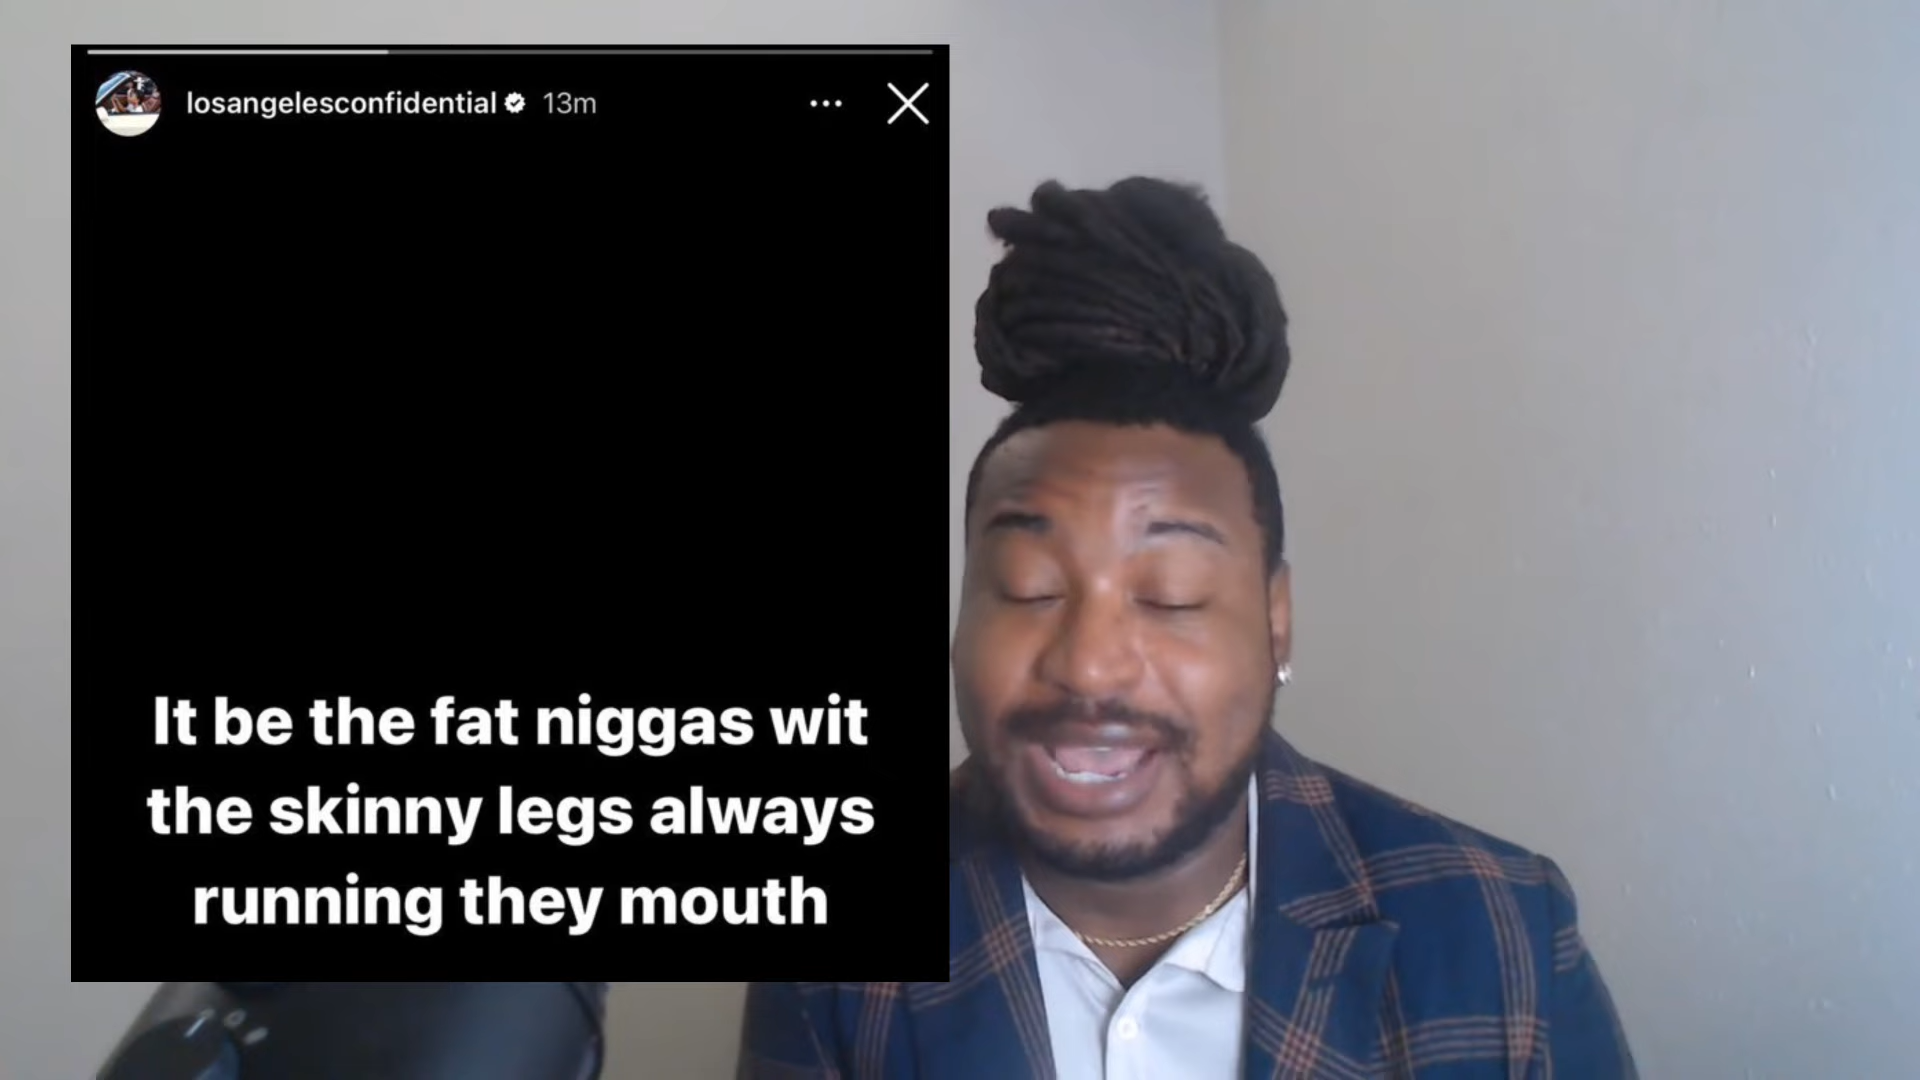 losangelesconfidential 13m
It be the fat niggas wit
the skinny legs always
running they mouth